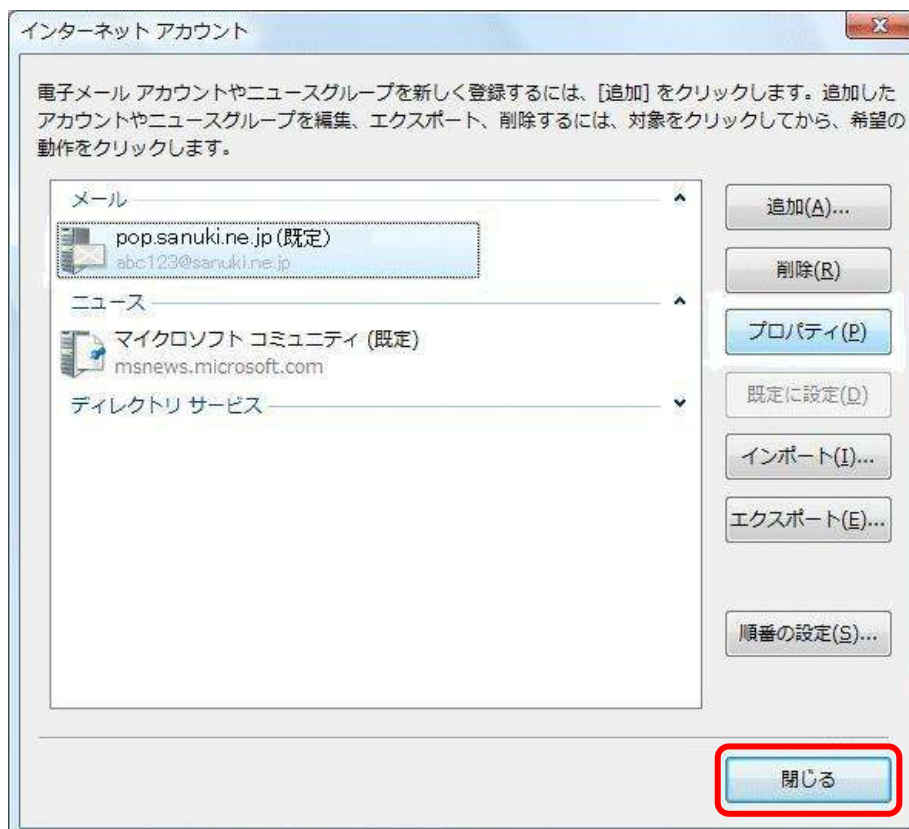 インターネット アカウント
電子メール アカウントやニュースグループを新しく登録するには、[追加] をクリックします。追加した
アカウントやニュースグループを編集、エクスポート、削除するには、対象をクリックしてから、希望の
動作をクリックします。
メール
pop.sanuki.ne.jp (既定)
abc123@sanuki.ne.jp
ニュース
マイクロソフト コミュニティ (既定)
msnews.microsoft.com
ディレクトリ サービス
追加(A)...
削除(R)
プロパティ(P)
既定に設定(D)
インポート(I)...
エクスポート(E)...
順番の設定(S)...
閉じる